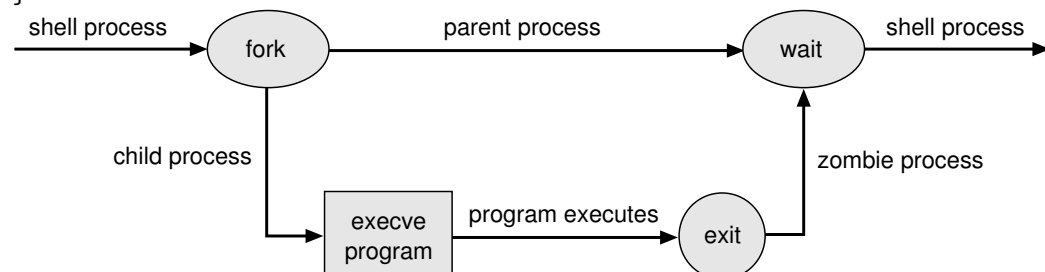 shell process
fork
parent process
wait
shell process
child process
zombie process
execve
program
program executes
exit